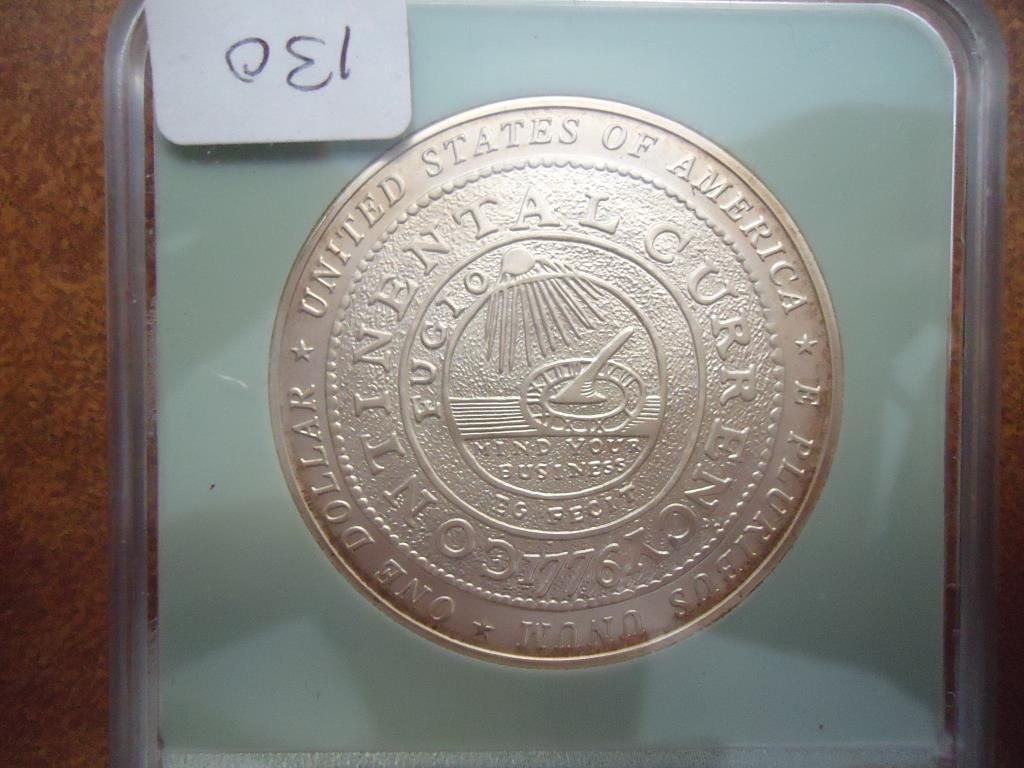 130
UNITED STATES OF AMERICA ★ E PLURIBUS UNUM ★ ONE DOLLAR ★
CONTINENTAL CURRENCY 1776
FUGIO
MIND YOUR
BUSINESS
EG FECIT